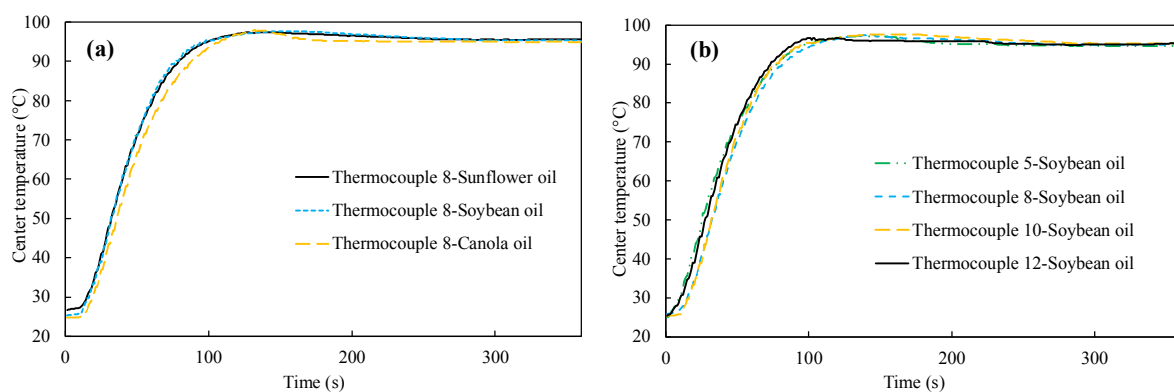 (a)
100
90
80
70
60
50
40
30
20
Center temperature (°C)
Thermocouple 8-Sunflower oil
Thermocouple 8-Soybean oil
Thermocouple 8-Canola oil
0
100
200
300
Time (s)
(b)
100
90
80
70
60
50
40
30
20
Center temperature (°C)
Thermocouple 5-Soybean oil
Thermocouple 8-Soybean oil
Thermocouple 10-Soybean oil
Thermocouple 12-Soybean oil
0
100
200
300
Time (s)